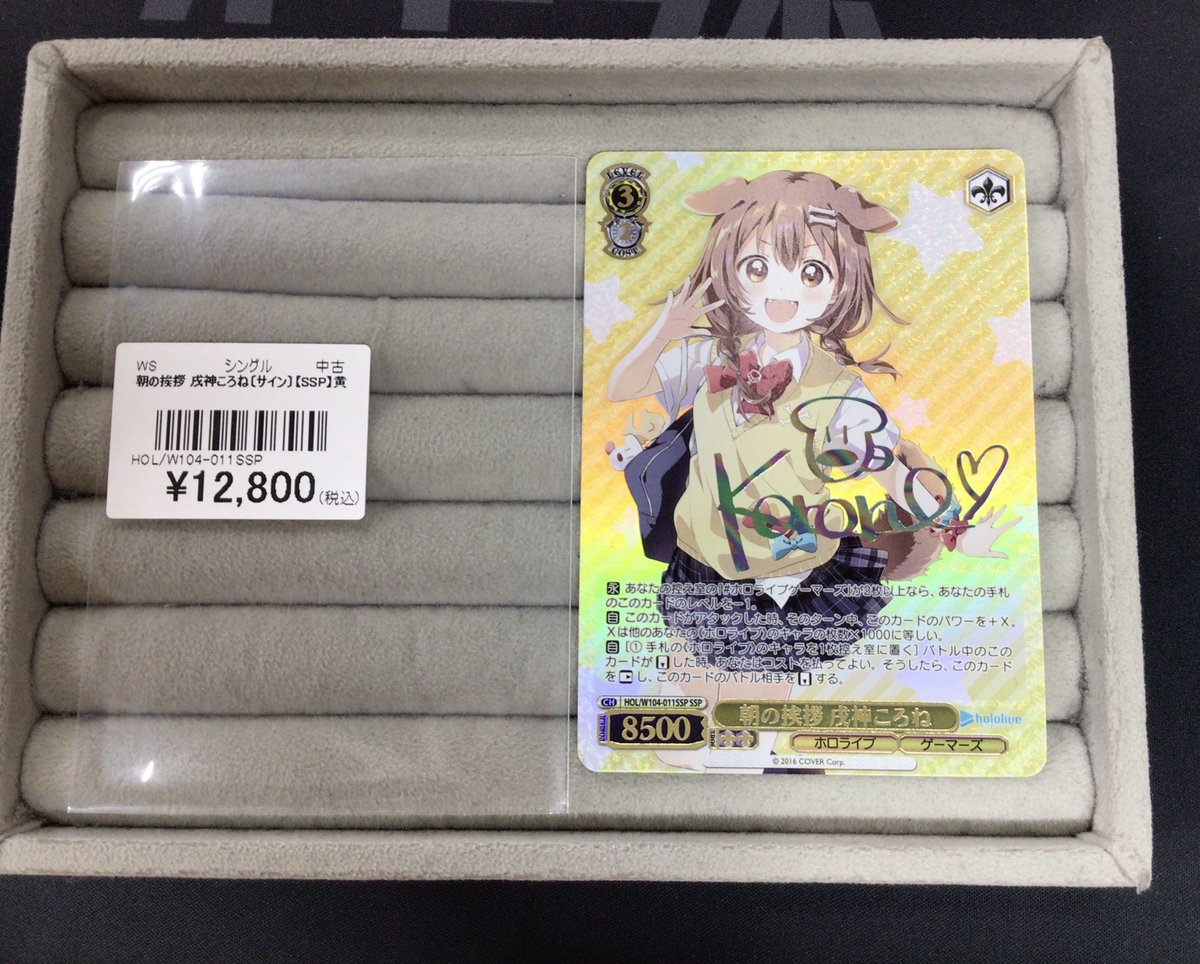 WS シングル 中古
朝の挨拶 戌神ころね〔サイン〕【SSP】黄
HOL/W104-011SSP
¥12,800(税込)
LEVEL
3
COST
Korone♡
永 あなたの控え室の《#ホロライブゲーマーズ》が2枚以上なら、あなたの手札
のこのカードのレベルを-1。
自 このカードがアタックした時、そのターン中、このカードのパワーを+X。
Xは他のあなたの《ホロライブ》のキャラの枚数×1000に等しい。
自 [① 手札の《ホロライブ》のキャラを1枚控え室に置く] バトル中のこの
カードが した時、あなたはコストを払ってよい。そうしたら、このカード
を し、このカードのバトル相手を する。
CH HOL/W104-011SSP SSP
POWER 8500
朝の挨拶 戌神ころね
hololive
ホロライブ ゲーマーズ
© 2016 COVER Corp.